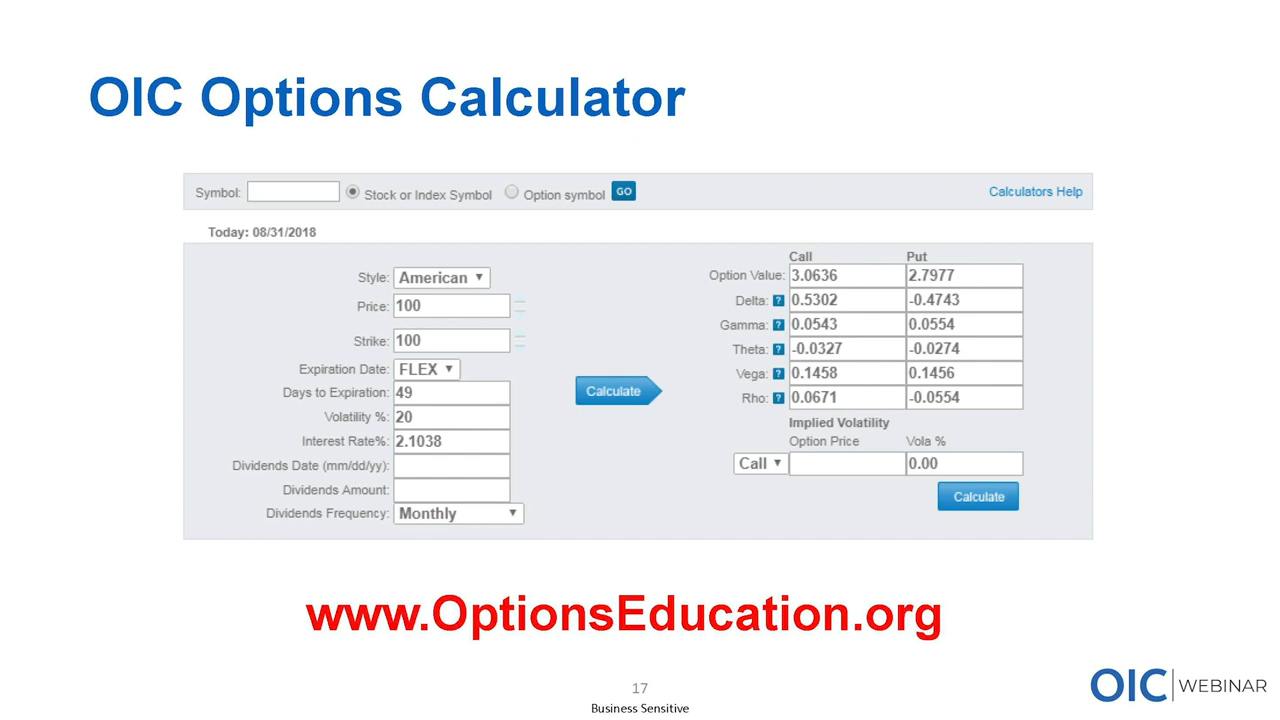 OIC Options Calculator
Symbol: Stock or Index Symbol Option symbol GO Calculators Help
Today: 08/31/2018
Call Put
Style: American Option Value: 3.0636 2.7977
Price: 100 Delta: ? 0.5302 -0.4743
Gamma: ? 0.0543 0.0554
Strike: 100 Theta: ? -0.0327 -0.0274
Expiration Date: FLEX Vega: ? 0.1458 0.1456
Days to Expiration: 49 Calculate Rho: ? 0.0671 -0.0554
Volatility %: 20 Implied Volatility
Interest Rate%: 2.1038 Option Price Vola %
Dividends Date (mm/dd/yy): Call 0.00
Dividends Amount: Calculate
Dividends Frequency: Monthly
www.OptionsEducation.org
17
Business Sensitive
OIC WEBINAR